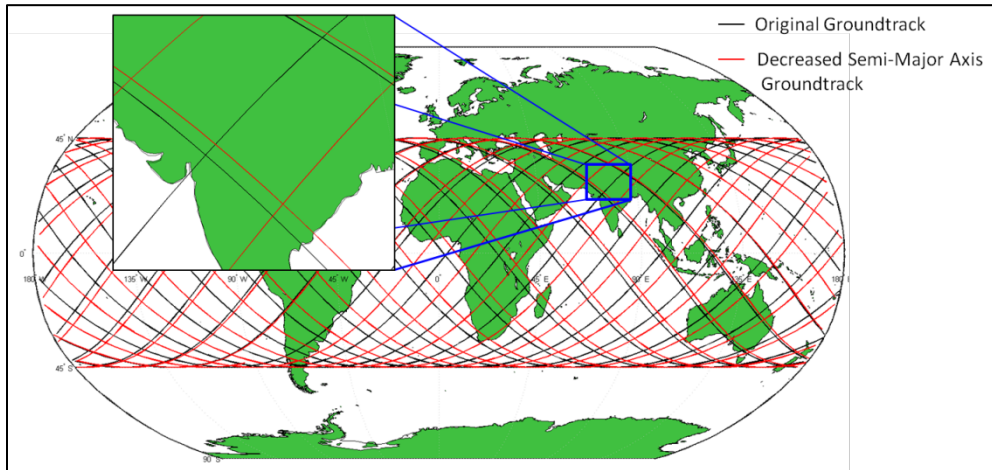 Original Groundtrack
Decreased Semi-Major Axis
Groundtrack
45° N
0°
180° W
135° W
90° W
45° W
0°
45° E
90° E
135° E
180° E
45° S
90° S